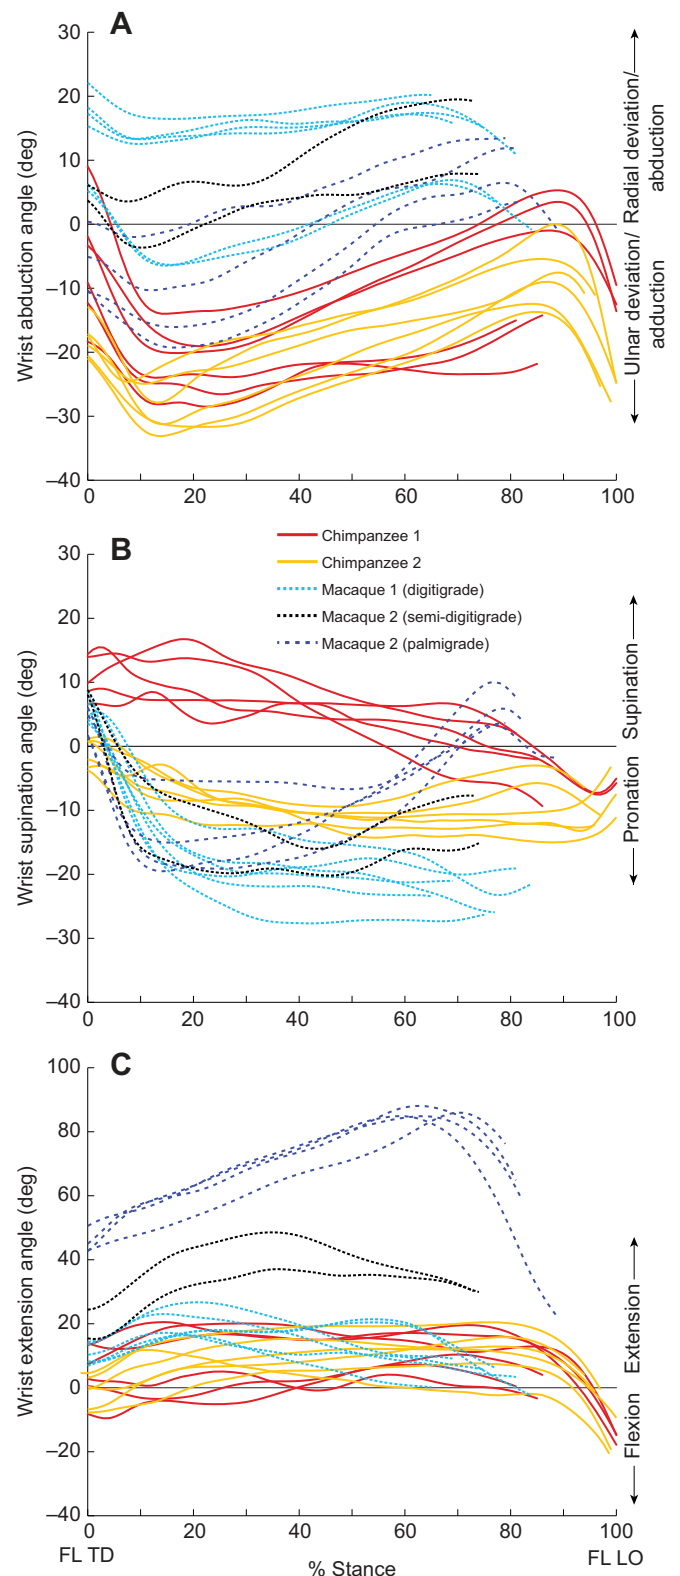 A
30
20
10
0
–10
–20
–30
–40
Wrist abduction angle (deg)
Radial deviation/
abduction
Ulnar deviation/
adduction
0
20
40
60
80
100
B
30
20
10
0
–10
–20
–30
–40
Wrist supination angle (deg)
Chimpanzee 1
Chimpanzee 2
Macaque 1 (digitigrade)
Macaque 2 (semi-digitigrade)
Macaque 2 (palmigrade)
Supination
Pronation
0
20
40
60
80
100
C
100
80
60
40
20
0
–20
–40
Wrist extension angle (deg)
Extension
Flexion
0
20
40
60
80
100
FL TD
% Stance
FL LO